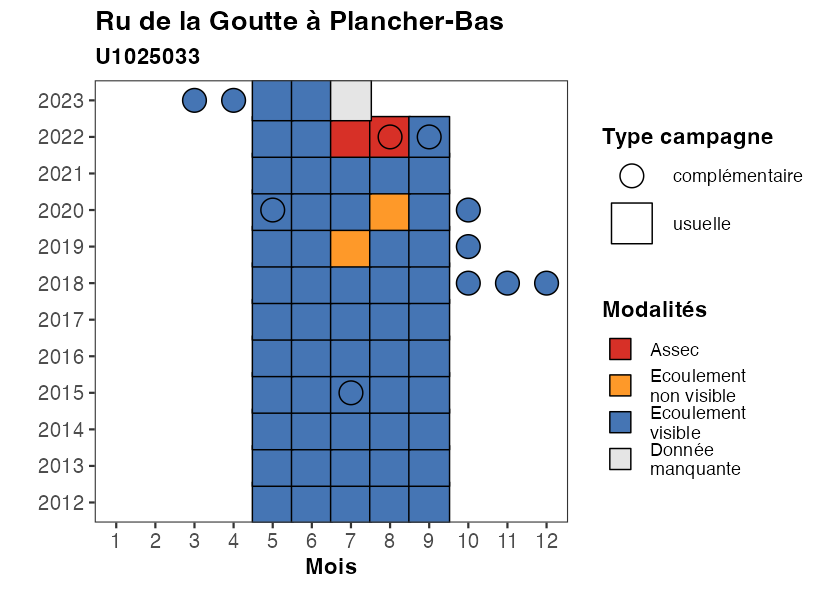 Ru de la Goutte à Plancher-Bas
U1025033
2023
2022
2021
2020
2019
2018
2017
2016
2015
2014
2013
2012
1 2 3 4 5 6 7 8 9 10 11 12
Mois
Type campagne
complémentaire
usuelle
Modalités
Assec
Ecoulement
non visible
Ecoulement
visible
Donnée
manquante